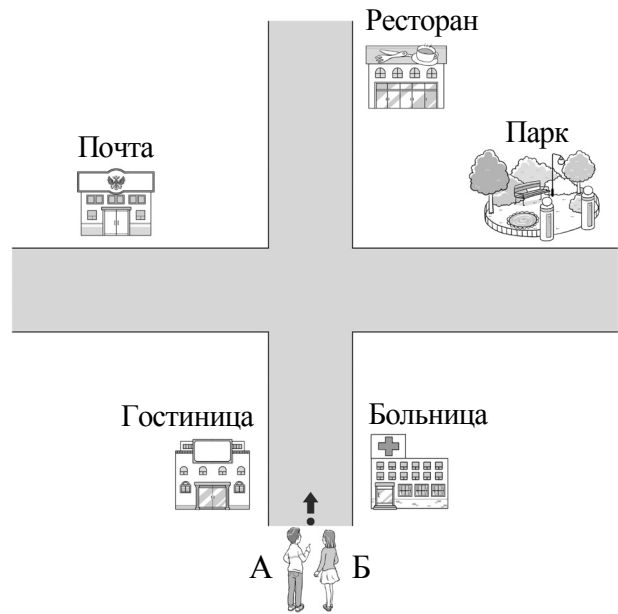 Ресторан
Парк
Почта
Гостиница
Больница
А
Б